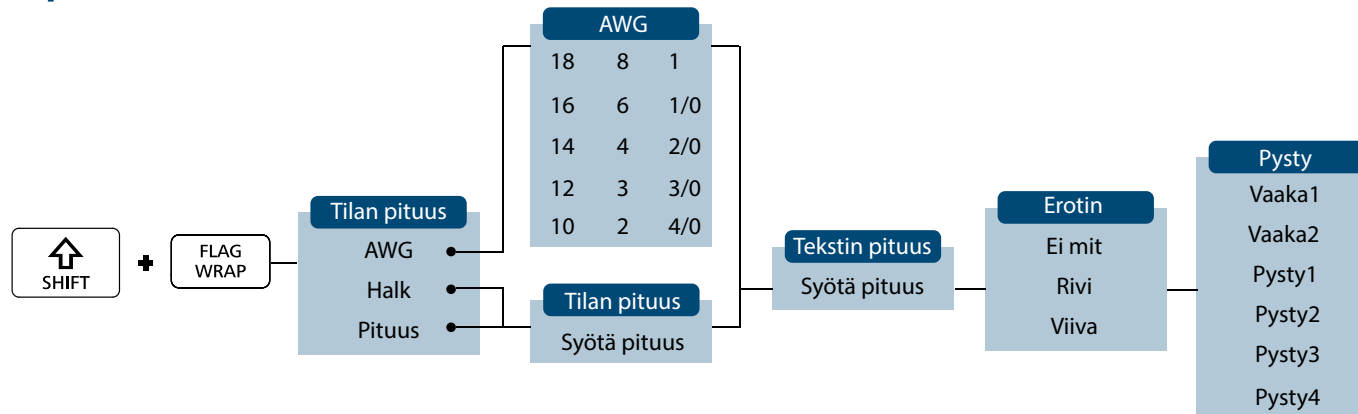 SHIFT
+
FLAG
WRAP
Tilan pituus
AWG
Halk
Pituus
AWG
18 8 1
16 6 1/0
14 4 2/0
12 3 3/0
10 2 4/0
Tilan pituus
Syötä pituus
Tekstin pituus
Syötä pituus
Erotin
Ei mit
Rivi
Viiva
Pysty
Vaaka1
Vaaka2
Pysty1
Pysty2
Pysty3
Pysty4